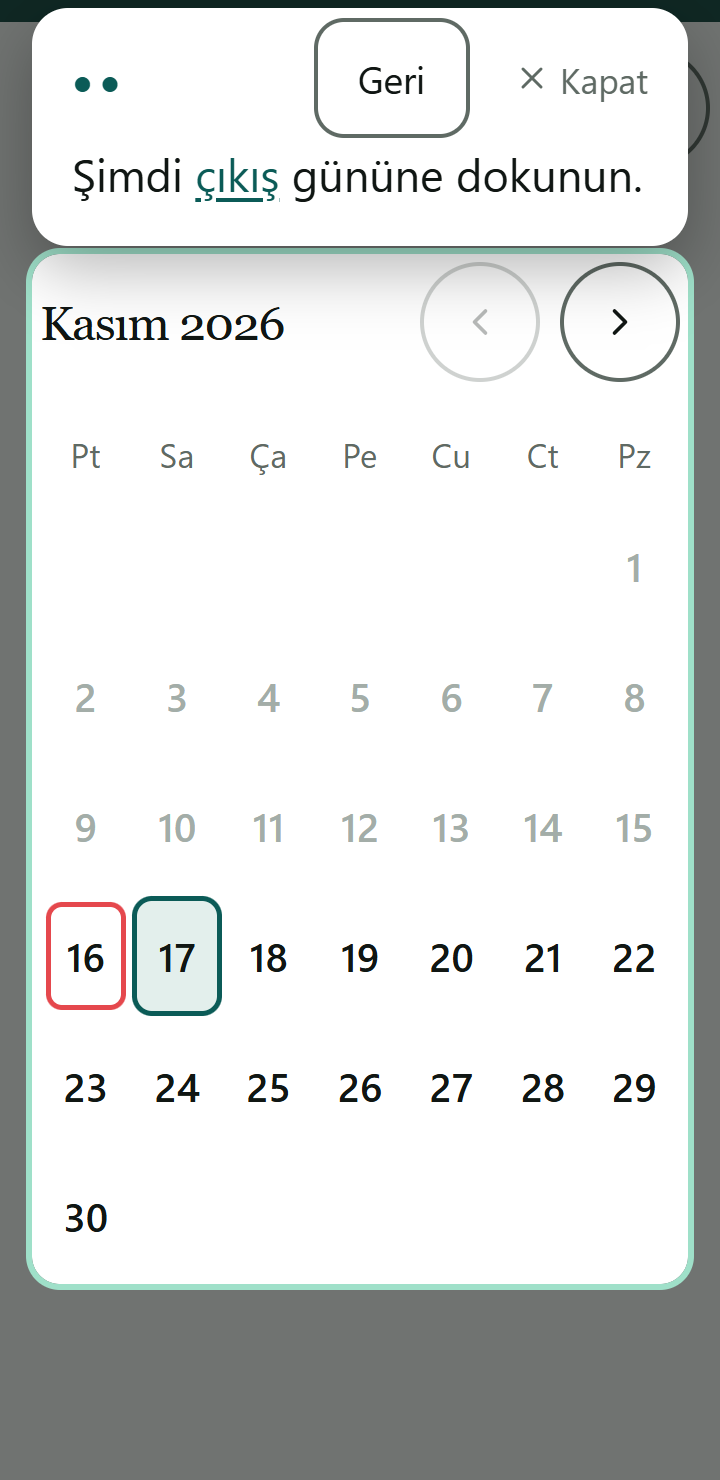 Geri
Kapat
Şimdi çıkış gününe dokunun.
Kasım 2026
Pt Sa Ça Pe Cu Ct Pz
1
2 3 4 5 6 7 8
9 10 11 12 13 14 15
16 17 18 19 20 21 22
23 24 25 26 27 28 29
30